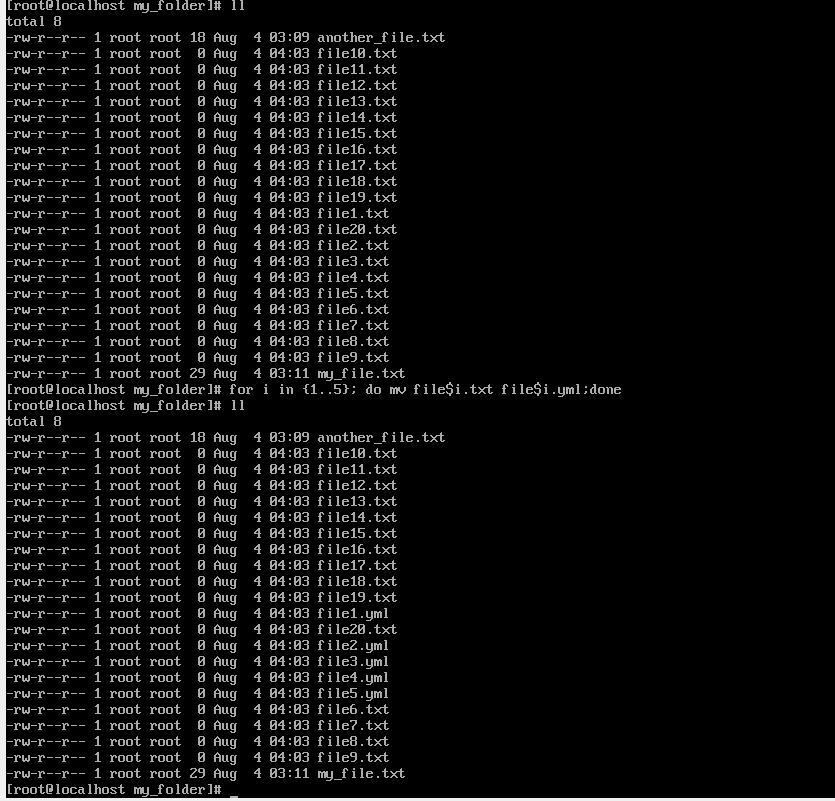 [root@localhost my_folder]# ll
total 8
-rw-r--r-- 1 root root 18 Aug  4 03:09 another_file.txt
-rw-r--r-- 1 root root  0 Aug  4 04:03 file10.txt
-rw-r--r-- 1 root root  0 Aug  4 04:03 file11.txt
-rw-r--r-- 1 root root  0 Aug  4 04:03 file12.txt
-rw-r--r-- 1 root root  0 Aug  4 04:03 file13.txt
-rw-r--r-- 1 root root  0 Aug  4 04:03 file14.txt
-rw-r--r-- 1 root root  0 Aug  4 04:03 file15.txt
-rw-r--r-- 1 root root  0 Aug  4 04:03 file16.txt
-rw-r--r-- 1 root root  0 Aug  4 04:03 file17.txt
-rw-r--r-- 1 root root  0 Aug  4 04:03 file18.txt
-rw-r--r-- 1 root root  0 Aug  4 04:03 file19.txt
-rw-r--r-- 1 root root  0 Aug  4 04:03 file1.txt
-rw-r--r-- 1 root root  0 Aug  4 04:03 file20.txt
-rw-r--r-- 1 root root  0 Aug  4 04:03 file2.txt
-rw-r--r-- 1 root root  0 Aug  4 04:03 file3.txt
-rw-r--r-- 1 root root  0 Aug  4 04:03 file4.txt
-rw-r--r-- 1 root root  0 Aug  4 04:03 file5.txt
-rw-r--r-- 1 root root  0 Aug  4 04:03 file6.txt
-rw-r--r-- 1 root root  0 Aug  4 04:03 file7.txt
-rw-r--r-- 1 root root  0 Aug  4 04:03 file8.txt
-rw-r--r-- 1 root root  0 Aug  4 04:03 file9.txt
-rw-r--r-- 1 root root 29 Aug  4 03:11 my_file.txt
[root@localhost my_folder]# for i in {1..5}; do mv file$i.txt file$i.yml;done
[root@localhost my_folder]# ll
total 8
-rw-r--r-- 1 root root 18 Aug  4 03:09 another_file.txt
-rw-r--r-- 1 root root  0 Aug  4 04:03 file10.txt
-rw-r--r-- 1 root root  0 Aug  4 04:03 file11.txt
-rw-r--r-- 1 root root  0 Aug  4 04:03 file12.txt
-rw-r--r-- 1 root root  0 Aug  4 04:03 file13.txt
-rw-r--r-- 1 root root  0 Aug  4 04:03 file14.txt
-rw-r--r-- 1 root root  0 Aug  4 04:03 file15.txt
-rw-r--r-- 1 root root  0 Aug  4 04:03 file16.txt
-rw-r--r-- 1 root root  0 Aug  4 04:03 file17.txt
-rw-r--r-- 1 root root  0 Aug  4 04:03 file18.txt
-rw-r--r-- 1 root root  0 Aug  4 04:03 file19.txt
-rw-r--r-- 1 root root  0 Aug  4 04:03 file1.yml
-rw-r--r-- 1 root root  0 Aug  4 04:03 file20.txt
-rw-r--r-- 1 root root  0 Aug  4 04:03 file2.yml
-rw-r--r-- 1 root root  0 Aug  4 04:03 file3.yml
-rw-r--r-- 1 root root  0 Aug  4 04:03 file4.yml
-rw-r--r-- 1 root root  0 Aug  4 04:03 file5.yml
-rw-r--r-- 1 root root  0 Aug  4 04:03 file6.txt
-rw-r--r-- 1 root root  0 Aug  4 04:03 file7.txt
-rw-r--r-- 1 root root  0 Aug  4 04:03 file8.txt
-rw-r--r-- 1 root root  0 Aug  4 04:03 file9.txt
-rw-r--r-- 1 root root 29 Aug  4 03:11 my_file.txt
[root@localhost my_folder]# _